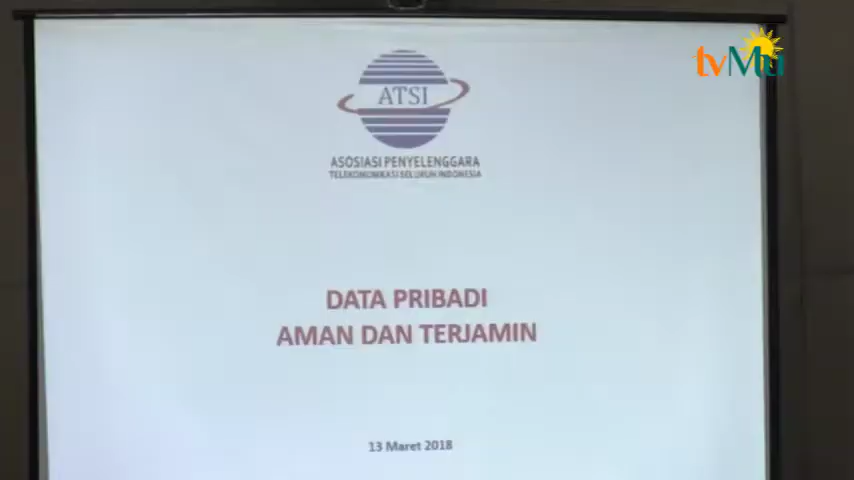 tvMu
ATSI
ASOSIASI PENYELENGGARA
TELEKOMUNIKASI SELURUH INDONESIA
DATA PRIBADI
AMAN DAN TERJAMIN
13 Maret 2018